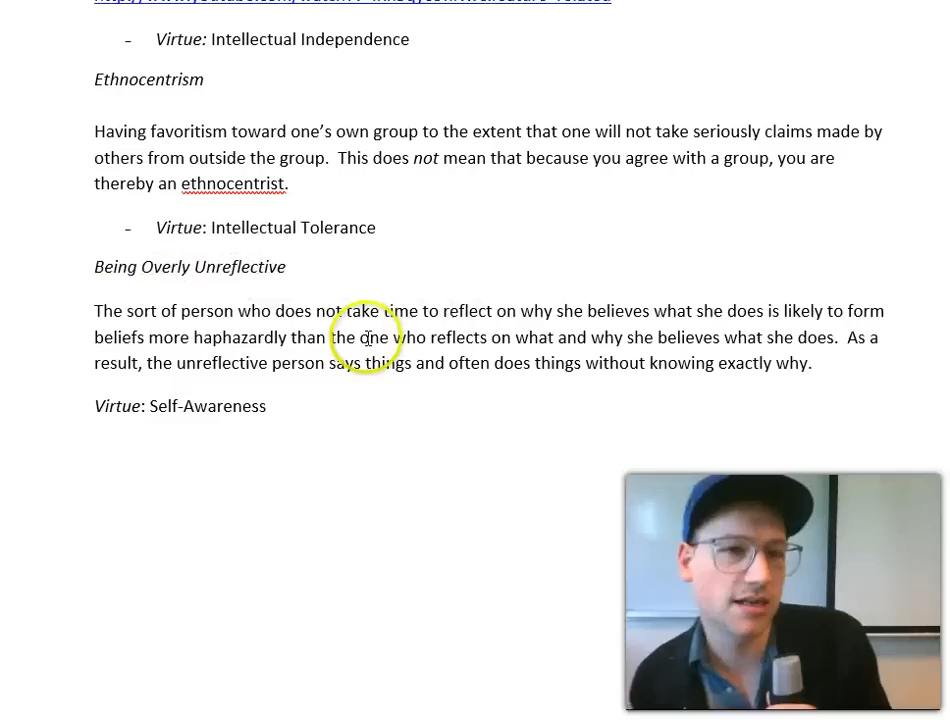 - Virtue: Intellectual Independence
Ethnocentrism
Having favoritism toward one's own group to the extent that one will not take seriously claims made by
others from outside the group. This does not mean that because you agree with a group, you are
thereby an ethnocentrist.
- Virtue: Intellectual Tolerance
Being Overly Unreflective
The sort of person who does not take time to reflect on why she believes what she does is likely to form
beliefs more haphazardly than the one who reflects on what and why she believes what she does. As a
result, the unreflective person says things and often does things without knowing exactly why.
Virtue: Self-Awareness